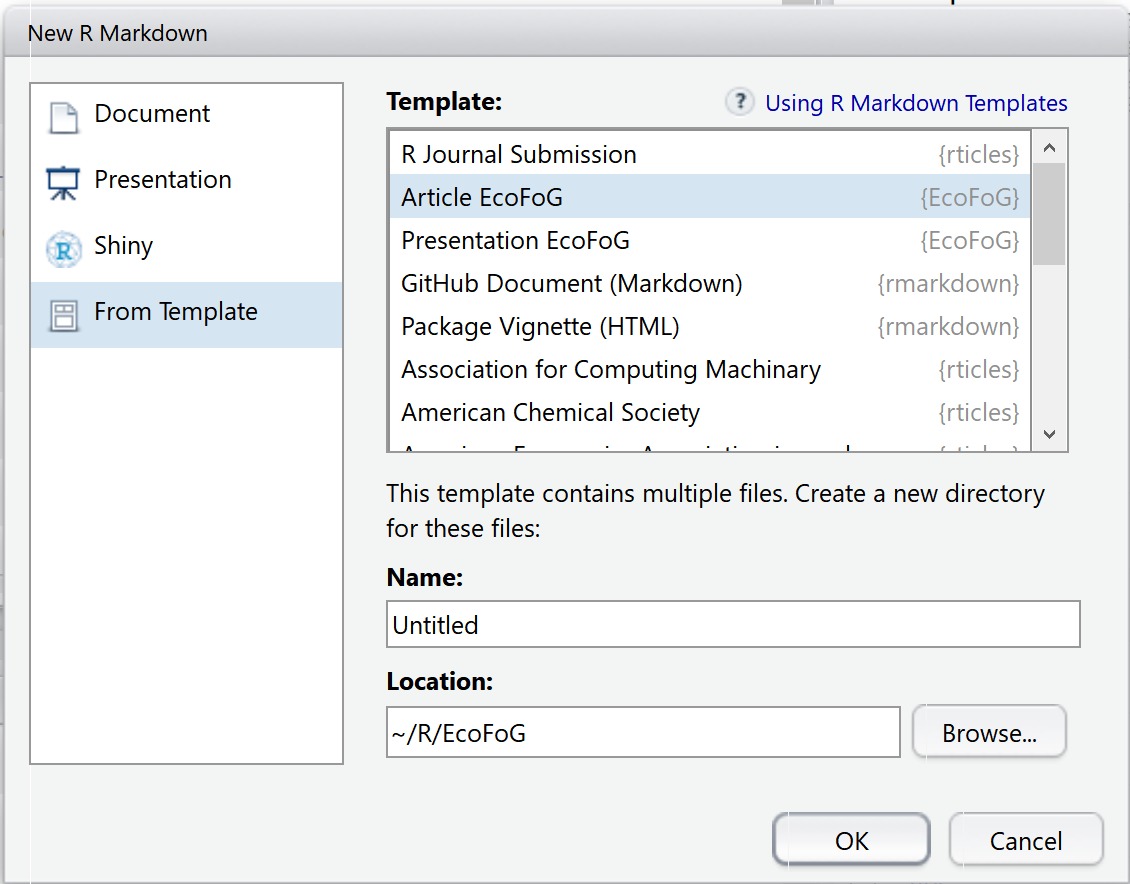 New R Markdown
Document
Presentation
Shiny
From Template
Template:
? Using R Markdown Templates
R Journal Submission {rticles}
Article EcoFoG {EcoFoG}
Presentation EcoFoG {EcoFoG}
GitHub Document (Markdown) {rmarkdown}
Package Vignette (HTML) {rmarkdown}
Association for Computing Machinary {rticles}
American Chemical Society {rticles}
This template contains multiple files. Create a new directory
for these files:
Name:
Untitled
Location:
~/R/EcoFoG
Browse...
OK
Cancel